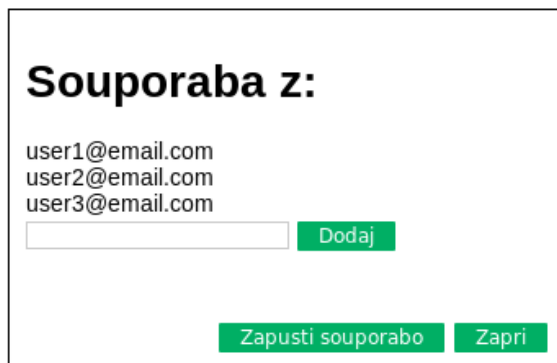 Souporaba z:
user1@email.com
user2@email.com
user3@email.com
Dodaj
Zapusti souporabo Zapri